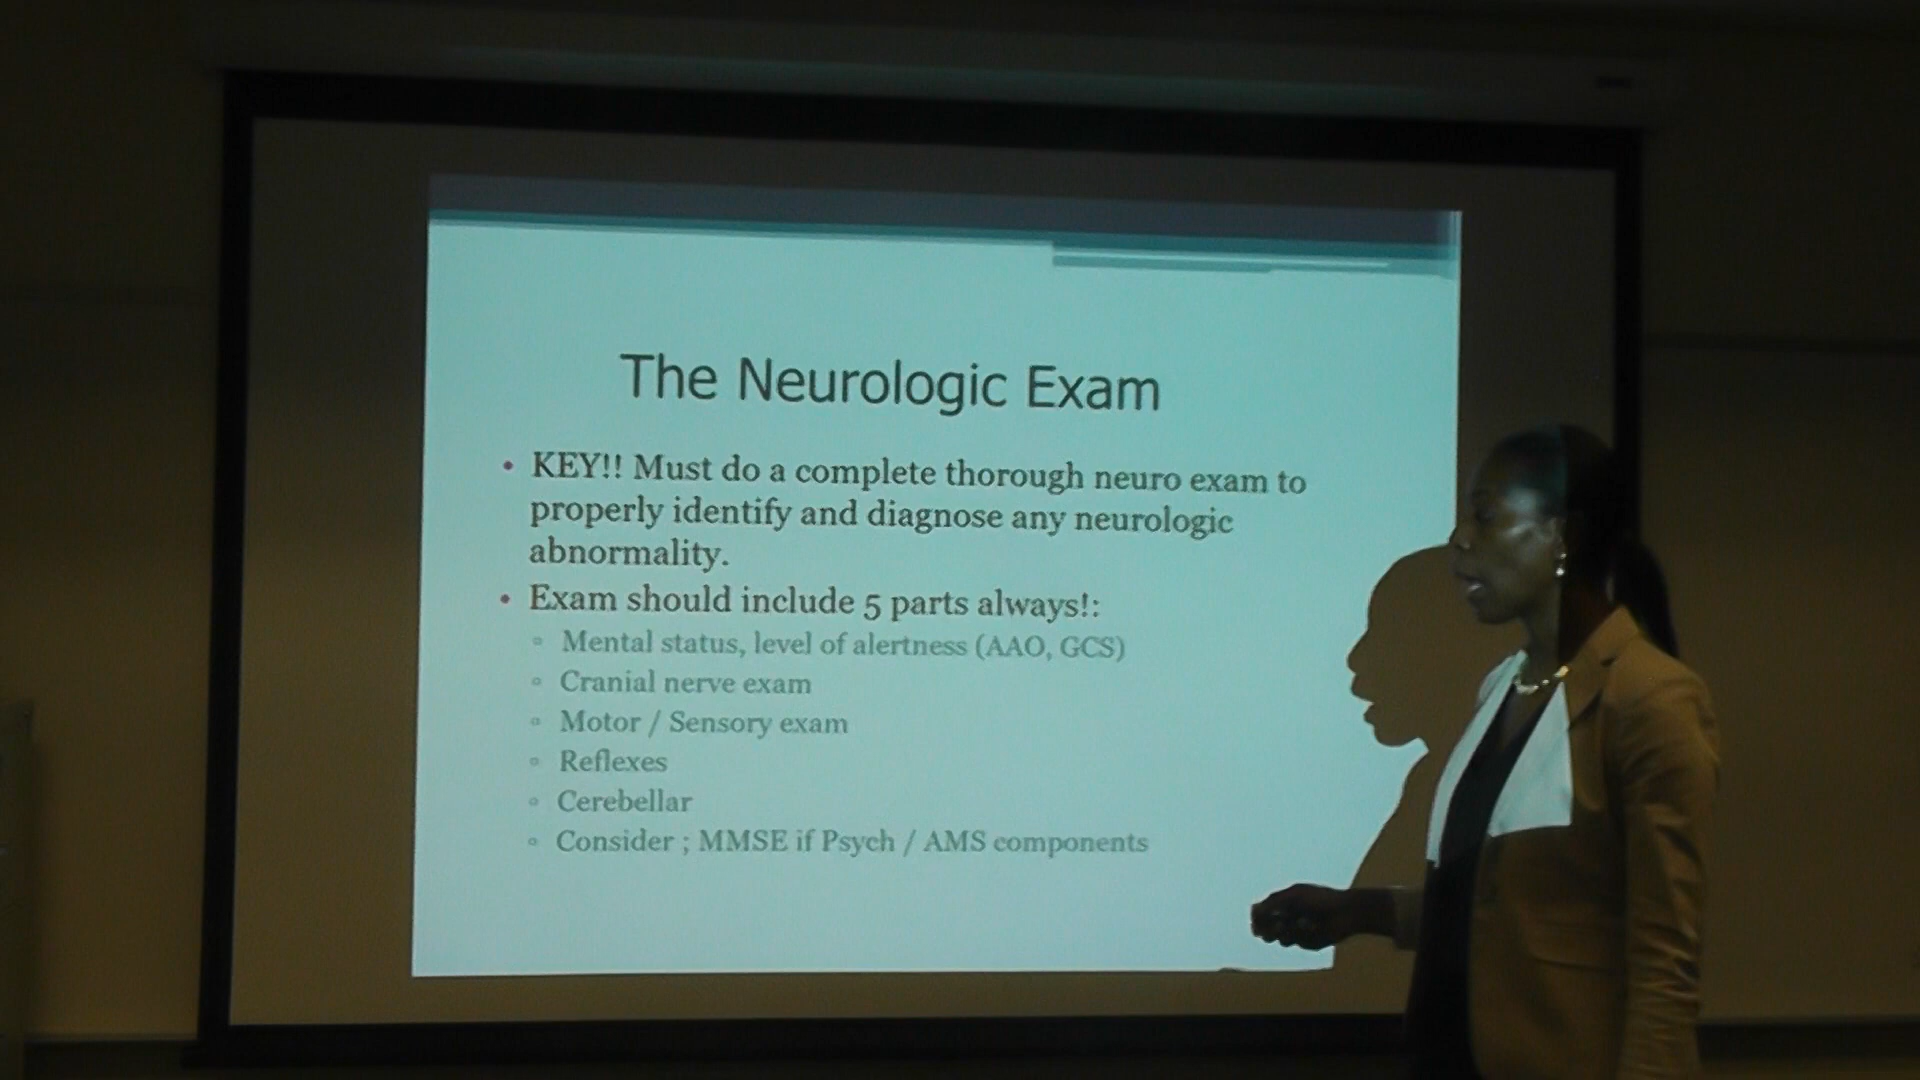 The Neurologic Exam
• KEY!! Must do a complete thorough neuro exam to
properly identify and diagnose any neurologic
abnormality.
• Exam should include 5 parts always!:
▫ Mental status, level of alertness (AAO, GCS)
▫ Cranial nerve exam
▫ Motor / Sensory exam
▫ Reflexes
▫ Cerebellar
▫ Consider ; MMSE if Psych / AMS components